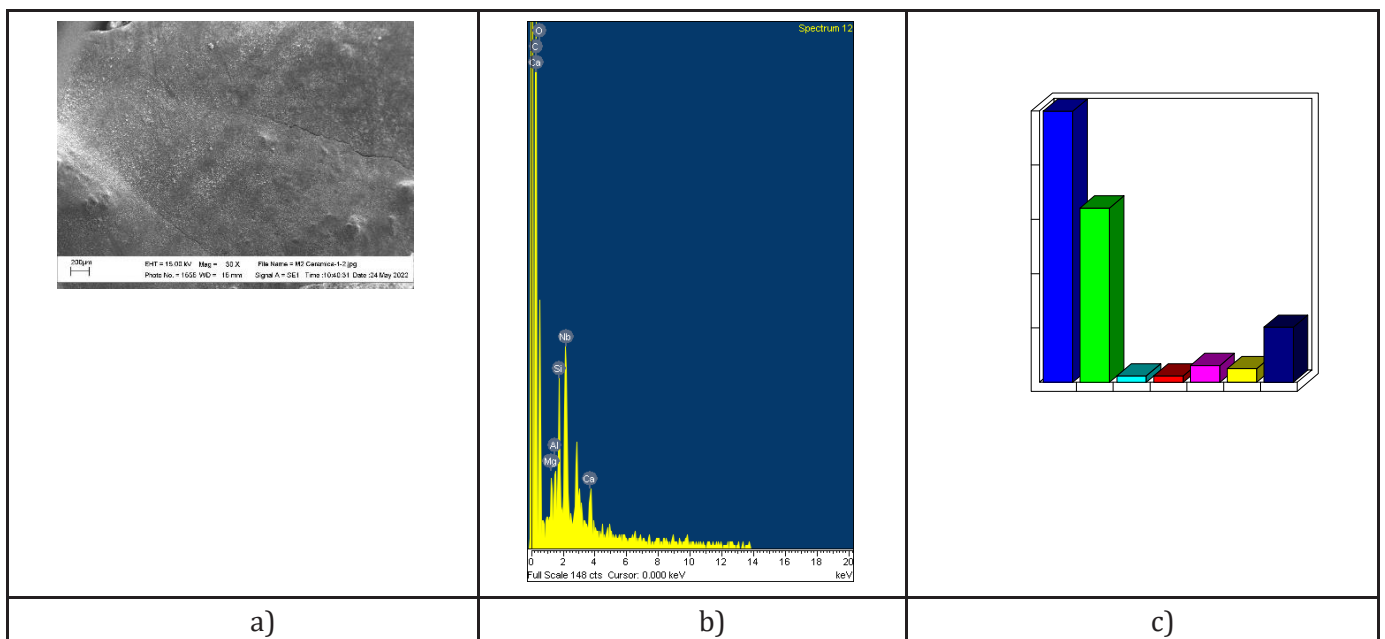 200µm
EHT = 15.00 kV Mag = 30 X File Name = M2 Ceramica-1-2.jpg
Photo No. = 1655 WD = 15 mm Signal A = SE1 Time :10:40:31 Date :24 May 2022
Spectrum 12
O
C
Ca
Nb
Si
Al
Mg
Ca
0 2 4 6 8 10 12 14 16 18 20
Full Scale 148 cts Cursor: 0.000 keV keV
a) b) c)